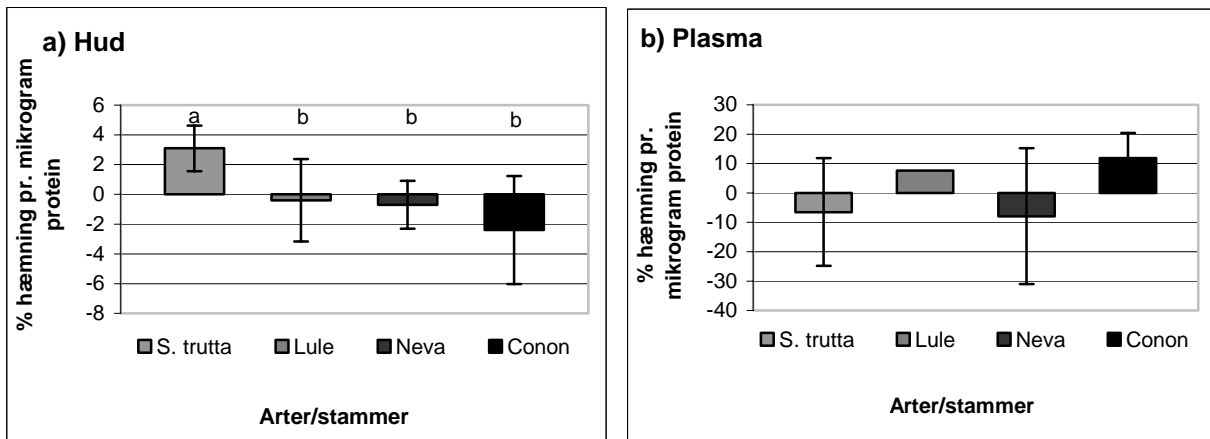 a) Hud
% hæmning pr. mikrogram
protein
6
4
2
0
-2
-4
-6
-8
a
b
b
b
S. trutta
Lule
Neva
Conon
Arter/stammer
b) Plasma
% hæmning pr.
mikrogram protein
30
20
10
0
-10
-20
-30
-40
S. trutta
Lule
Neva
Conon
Arter/stammer